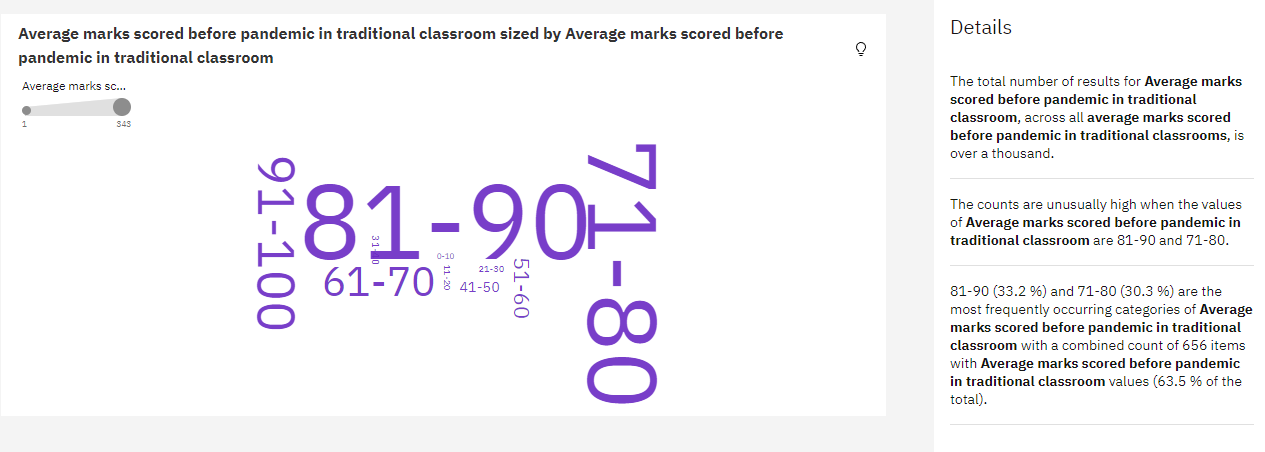 Average marks scored before pandemic in traditional classroom sized by Average marks scored before
pandemic in traditional classroom
Average marks sc...
1
343
91-100
81-90
71-80
0-10
61-70
11-20
21-30
41-50
51-60
Details
The total number of results for Average marks
scored before pandemic in traditional
classroom, across all average marks scored
before pandemic in traditional classrooms, is
over a thousand.
The counts are unusually high when the values
of Average marks scored before pandemic in
traditional classroom are 81-90 and 71-80.
81-90 (33.2 %) and 71-80 (30.3 %) are the
most frequently occurring categories of Average
marks scored before pandemic in traditional
classroom with a combined count of 656 items
with Average marks scored before pandemic
in traditional classroom values (63.5 % of the
total).